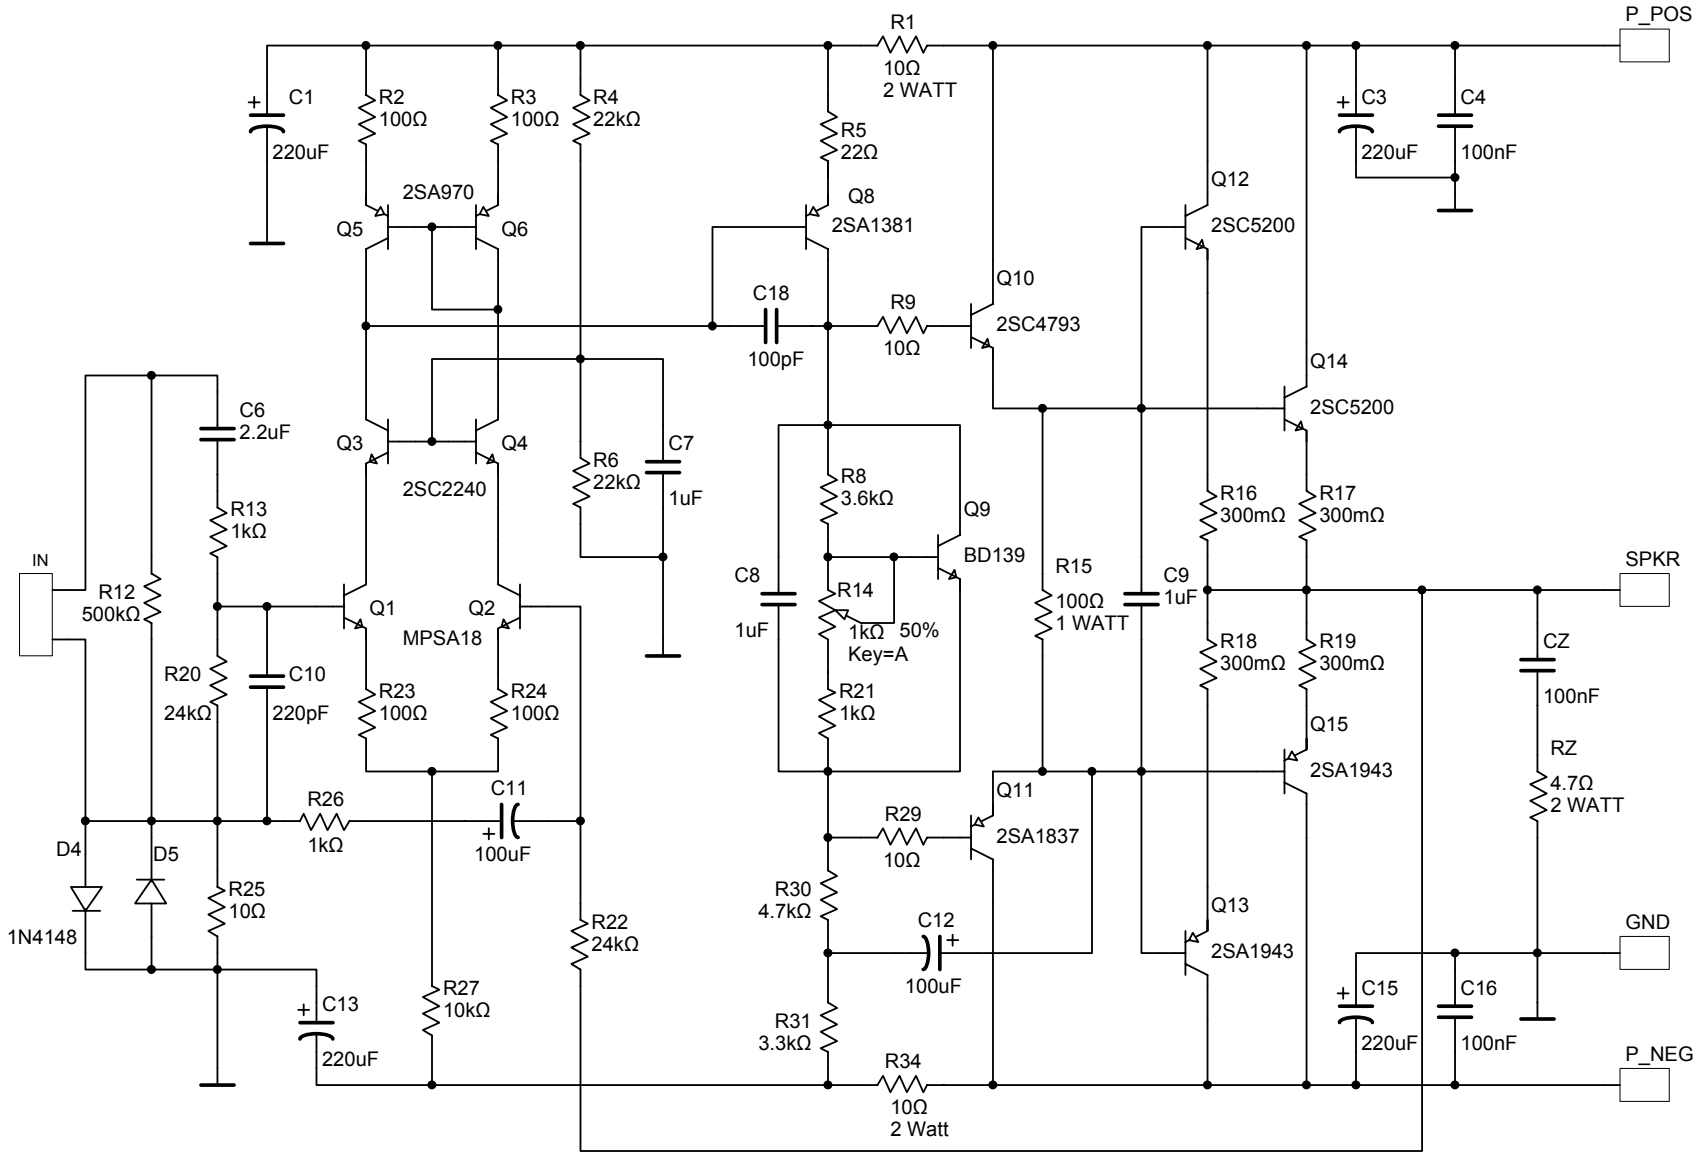 P_POS
R1
10Ω
2 WATT
C1
220uF
R2
100Ω
R3
100Ω
R4
22kΩ
R5
22Ω
C3
220uF
C4
100nF
2SA970
Q5
Q6
Q8
2SA1381
Q12
2SC5200
C18
100pF
R9
10Ω
Q10
2SC4793
Q14
2SC5200
C6
2.2uF
Q3
Q4
2SC2240
R6
22kΩ
C7
1uF
R8
3.6kΩ
Q9
BD139
R16
300mΩ
R17
300mΩ
R13
1kΩ
IN
R12
500kΩ
Q1
Q2
MPSA18
C8
1uF
R14
1kΩ
50%
Key=A
R15
100Ω
1 WATT
C9
1uF
SPKR
R18
300mΩ
R19
300mΩ
CZ
100nF
R20
24kΩ
C10
220pF
R23
100Ω
R24
100Ω
R21
1kΩ
Q15
2SA1943
RZ
4.7Ω
2 WATT
R26
1kΩ
C11
100uF
Q11
2SA1837
R29
10Ω
D4
D5
1N4148
R25
10Ω
R22
24kΩ
R30
4.7kΩ
C12
100uF
Q13
2SA1943
GND
C13
220uF
R27
10kΩ
R31
3.3kΩ
C15
220uF
C16
100nF
R34
10Ω
2 Watt
P_NEG